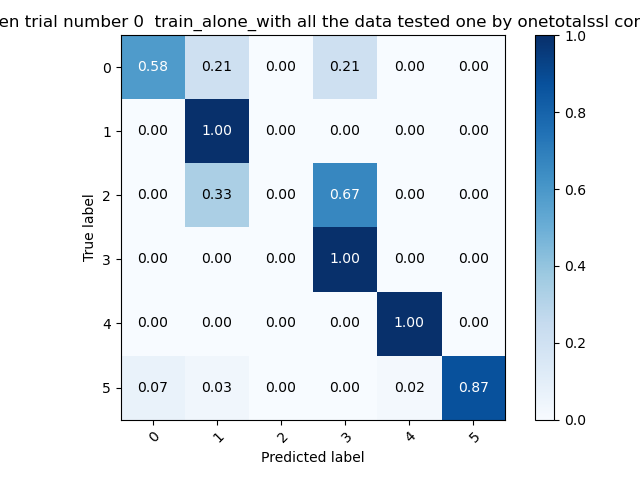 en trial number 0 train_alone_with all the data tested one by onetotalssl con
1.0
0 0.58 0.21 0.00 0.21 0.00 0.00
1 0.00 1.00 0.00 0.00 0.00 0.00
0.8
2 0.00 0.33 0.00 0.67 0.00 0.00
0.6
True label
3 0.00 0.00 0.00 1.00 0.00 0.00
0.4
4 0.00 0.00 0.00 0.00 1.00 0.00
0.2
5 0.07 0.03 0.00 0.00 0.02 0.87
0.0
0 1 2 3 4 5
Predicted label